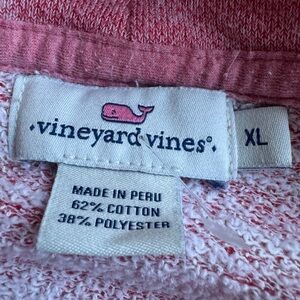 vineyard vines®
XL
MADE IN PERU
62% COTTON
38% POLYESTER